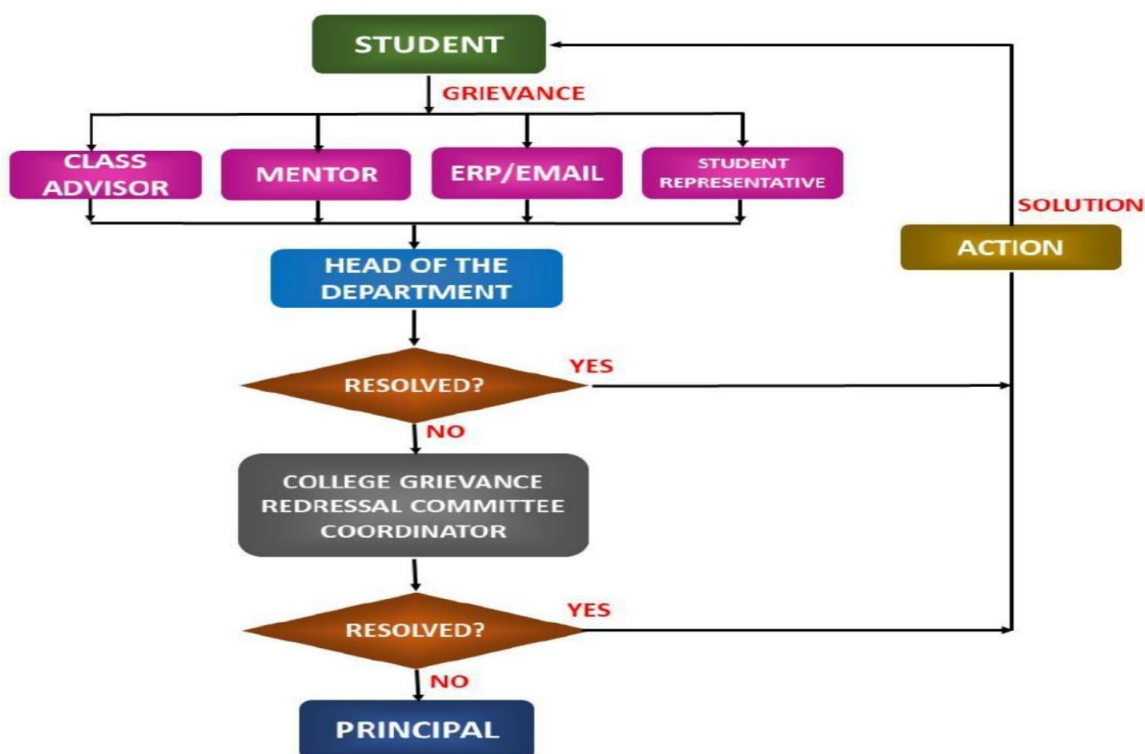 STUDENT
GRIEVANCE
CLASS
ADVISOR
MENTOR
ERP/EMAIL
STUDENT
REPRESENTATIVE
SOLUTION
ACTION
HEAD OF THE
DEPARTMENT
RESOLVED?
YES
NO
COLLEGE GRIEVANCE
REDRESSAL COMMITTEE
COORDINATOR
RESOLVED?
YES
NO
PRINCIPAL